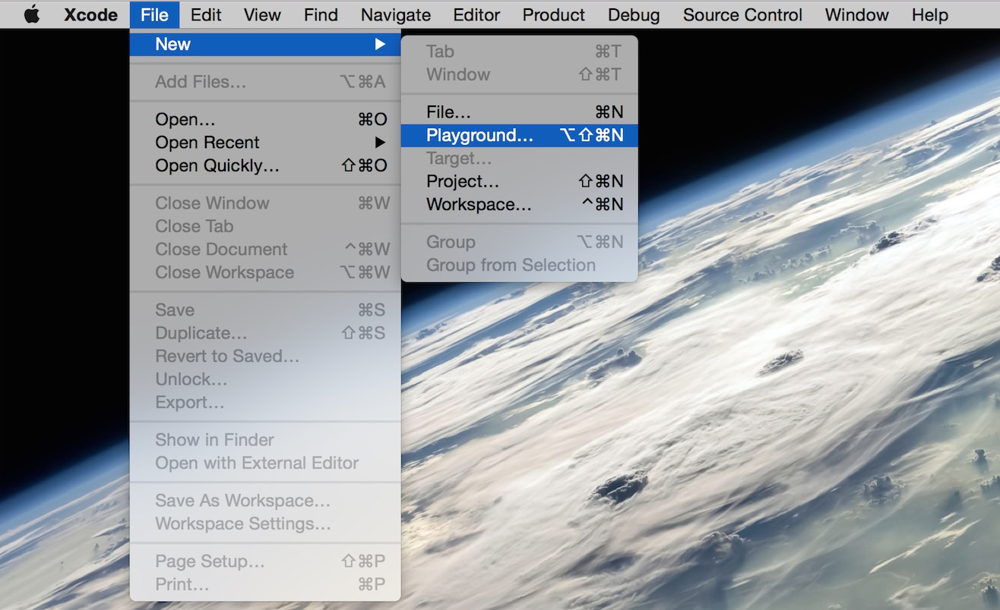 Xcode File Edit View Find Navigate Editor Product Debug Source Control Window Help
New ▶
Add Files… ⌥⌘A
Open… ⌘O
Open Recent ▶
Open Quickly… ⇧⌘O
Close Window ⌘W
Close Tab
Close Document ^⌘W
Close Workspace ⌥⌘W
Save ⌘S
Duplicate… ⇧⌘S
Revert to Saved…
Unlock…
Export…
Show in Finder
Open with External Editor
Save As Workspace…
Workspace Settings…
Page Setup… ⇧⌘P
Print… ⌘P
Tab ⌘T
Window ⇧⌘T
File… ⌘N
Playground… ⌥⇧⌘N
Target…
Project… ⇧⌘N
Workspace… ^⌘N
Group ⌥⌘N
Group from Selection